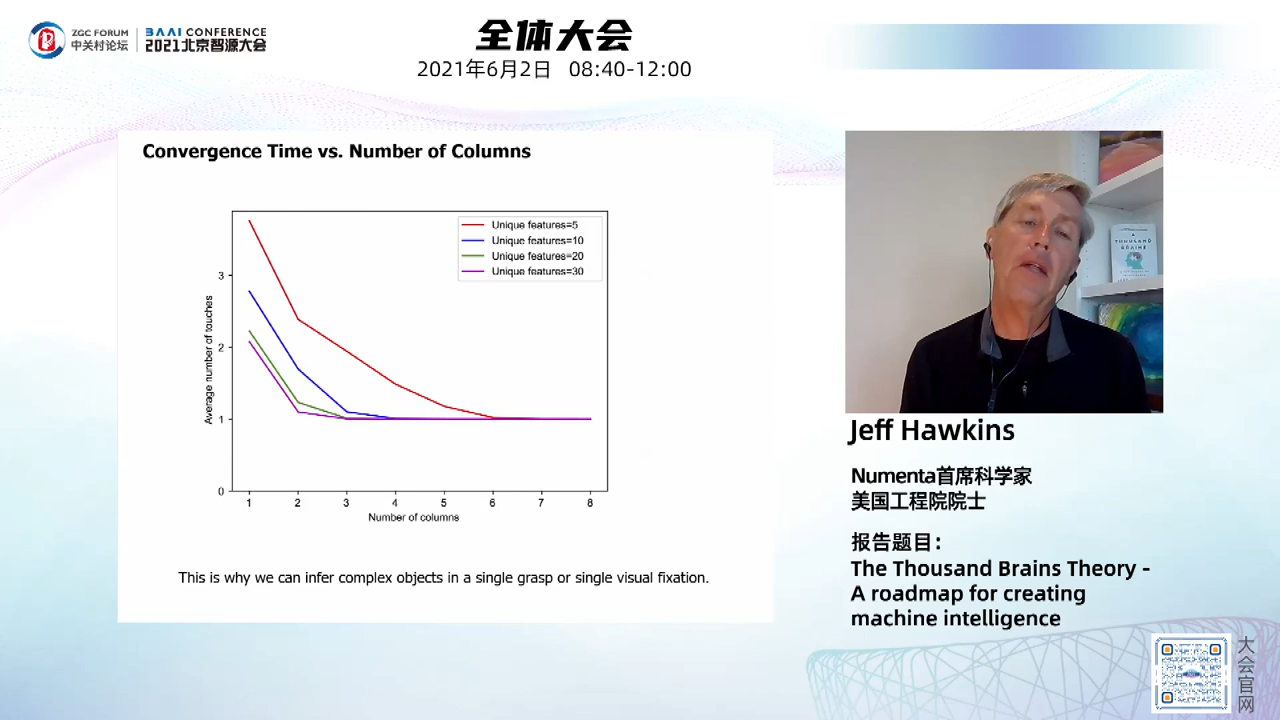 ZGC FORUM
中关村论坛
BAAI CONFERENCE
2021北京智源大会
全体大会
2021年6月2日 08:40-12:00
Convergence Time vs. Number of Columns
Unique features=5
Unique features=10
Unique features=20
Unique features=30
Average number of touches
3
2
1
0
1 2 3 4 5 6 7 8
Number of columns
This is why we can infer complex objects in a single grasp or single visual fixation.
A
THOUSAND
BRAINS
Jeff Hawkins
Numenta首席科学家
美国工程院院士
报告题目：
The Thousand Brains Theory -
A roadmap for creating
machine intelligence
大会官网